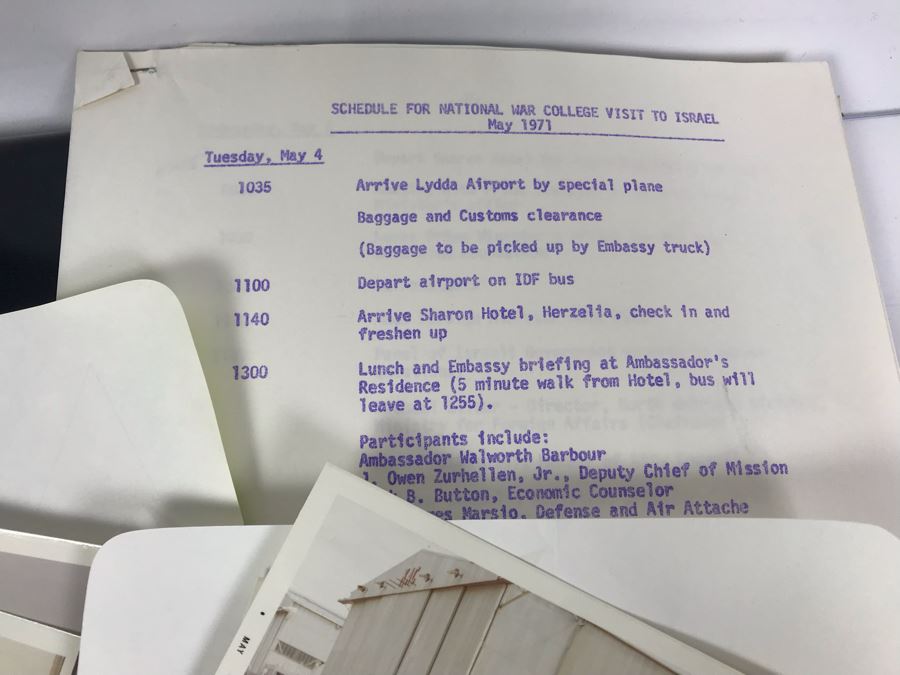 SCHEDULE FOR NATIONAL WAR COLLEGE VISIT TO ISRAEL
May 1971
Tuesday, May 4
1035 Arrive Lydda Airport by special plane
Baggage and Customs clearance
(Baggage to be picked up by Embassy truck)
1100 Depart airport on IDF bus
1140 Arrive Sharon Hotel, Herzelia, check in and
freshen up
1300 Lunch and Embassy briefing at Ambassador's
Residence (5 minute walk from Hotel, bus will
leave at 1255).
Participants include:
Ambassador Walworth Barbour
J. Owen Zurhellen, Jr., Deputy Chief of Mission
B. Button, Economic Counselor
Marsio, Defense and Air Attache
MAY